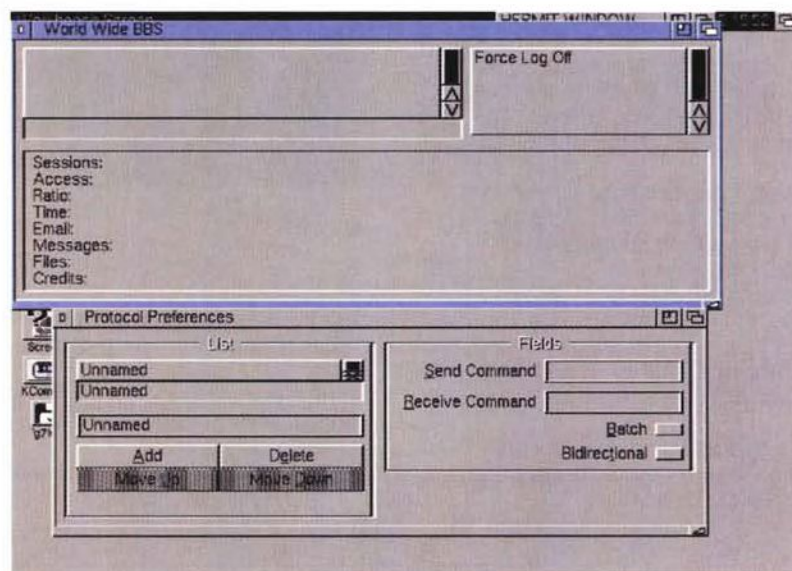 HERMIT WINDOW
World Wide BBS
Force Log Off
Sessions:
Access:
Ratio:
Time:
Email:
Messages:
Files:
Credits:
Protocol Preferences
List
Fields
Unnamed
Unnamed
Unnamed
Add
Delete
Move Up
Move Down
Send Command
Receive Command
Batch
Bidirectional